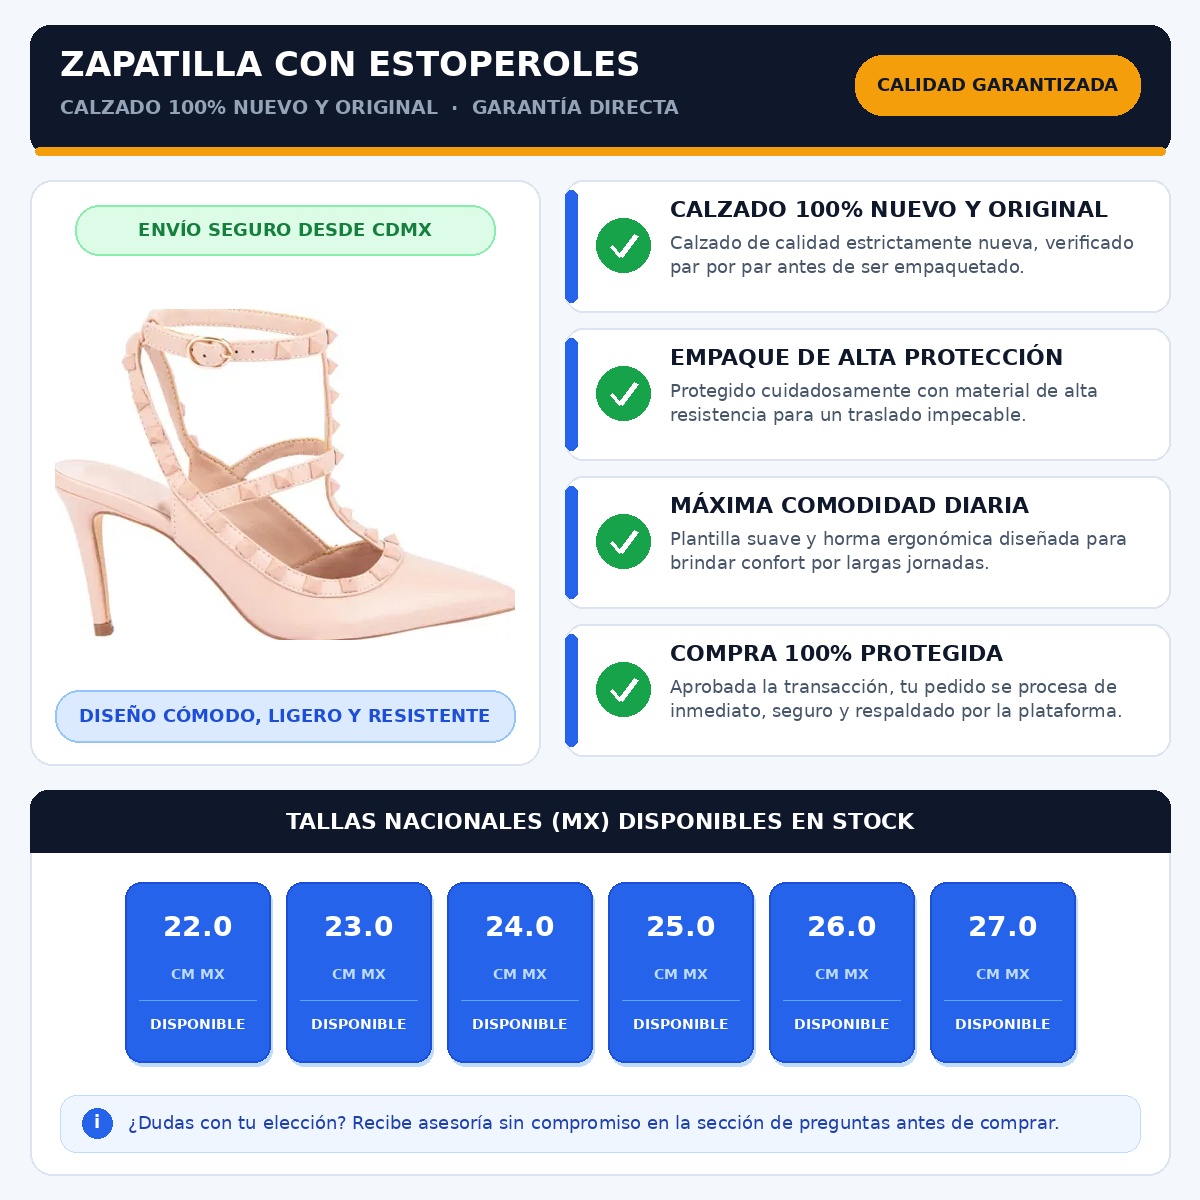 ZAPATILLA CON ESTOPEROLES
CALZADO 100% NUEVO Y ORIGINAL · GARANTÍA DIRECTA
CALIDAD GARANTIZADA
ENVÍO SEGURO DESDE CDMX
DISEÑO CÓMODO, LIGERO Y RESISTENTE
CALZADO 100% NUEVO Y ORIGINAL
Calzado de calidad estrictamente nueva, verificado
par por par antes de ser empaquetado.
EMPAQUE DE ALTA PROTECCIÓN
Protegido cuidadosamente con material de alta
resistencia para un traslado impecable.
MÁXIMA COMODIDAD DIARIA
Plantilla suave y horma ergonómica diseñada para
brindar confort por largas jornadas.
COMPRA 100% PROTEGIDA
Aprobada la transacción, tu pedido se procesa de
inmediato, seguro y respaldado por la plataforma.
TALLAS NACIONALES (MX) DISPONIBLES EN STOCK
22.0
CM MX
DISPONIBLE
23.0
CM MX
DISPONIBLE
24.0
CM MX
DISPONIBLE
25.0
CM MX
DISPONIBLE
26.0
CM MX
DISPONIBLE
27.0
CM MX
DISPONIBLE
i ¿Dudas con tu elección? Recibe asesoría sin compromiso en la sección de preguntas antes de comprar.